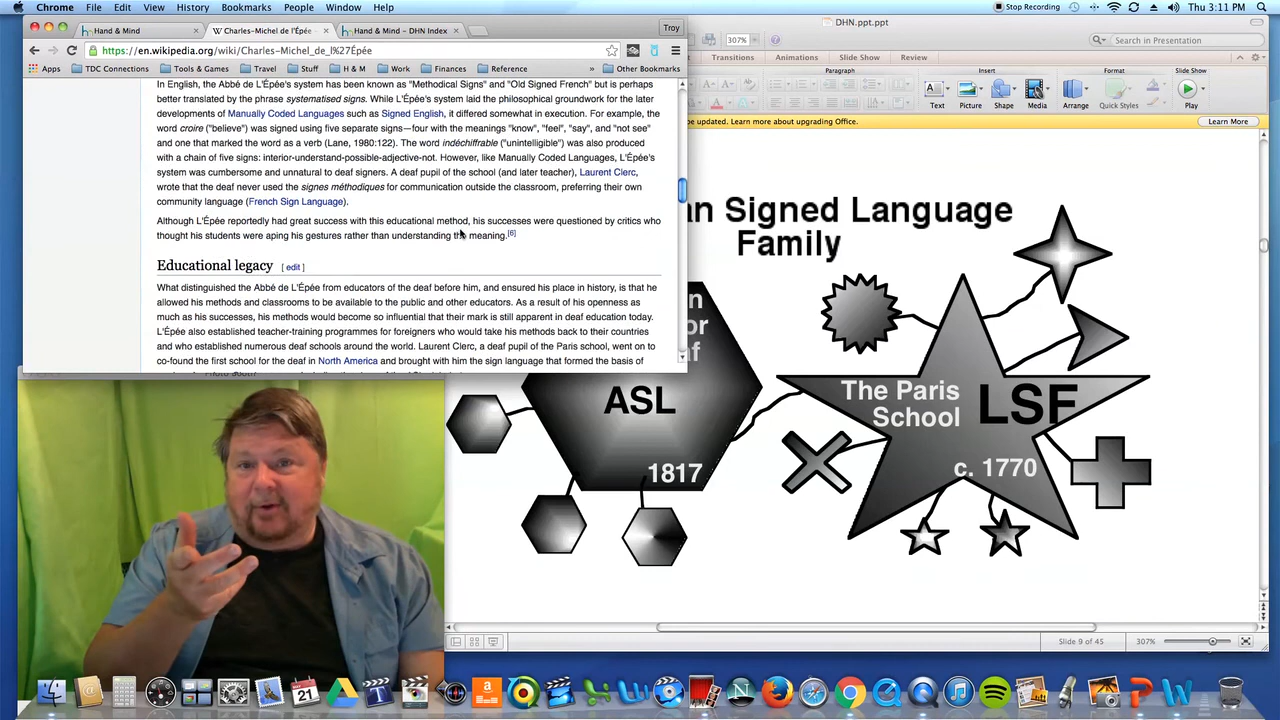 Chrome File Edit View History Bookmarks People Window Help
Stop Recording Thu 3:11 PM
Hand & Mind
Charles-Michel de l'Épée
Hand & Mind – DHN Index
Troy
https://en.wikipedia.org/wiki/Charles-Michel_de_l%27Épée
Apps TDC Connections Tools & Games Travel Stuff H & M Work Finances Reference » Other Bookmarks
In English, the Abbé de L'Épée's system has been known as "Methodical Signs" and "Old Signed French" but is perhaps
better translated by the phrase systematised signs. While L'Épée's system laid the philosophical groundwork for the later
developments of Manually Coded Languages such as Signed English, it differed somewhat in execution. For example, the
word croire ("believe") was signed using five separate signs—four with the meanings "know", "feel", "say", and "not see"
and one that marked the word as a verb (Lane, 1980:122). The word indéchiffrable ("unintelligible") was also produced
with a chain of five signs: interior-understand-possible-adjective-not. However, like Manually Coded Languages, L'Épée's
system was cumbersome and unnatural to deaf signers. A deaf pupil of the school (and later teacher), Laurent Clerc,
wrote that the deaf never used the signes méthodiques for communication outside the classroom, preferring their own
community language (French Sign Language).
Although L'Épée reportedly had great success with this educational method, his successes were questioned by critics who
thought his students were aping his gestures rather than understanding the meaning.[6]
Educational legacy [ edit ]
What distinguished the Abbé de L'Épée from educators of the deaf before him, and ensured his place in history, is that he
allowed his methods and classrooms to be available to the public and other educators. As a result of his openness as
much as his successes, his methods would become so influential that their mark is still apparent in deaf education today.
L'Épée also established teacher-training programmes for foreigners who would take his methods back to their countries
and who established numerous deaf schools around the world. Laurent Clerc, a deaf pupil of the Paris school, went on to
co-found the first school for the deaf in North America and brought with him the sign language that formed the basis of
DHN.ppt.ppt
307%
Search in Presentation
Transitions Animations Slide Show Review
Paragraph Insert Format Slide Show
Text Picture Shape Media Arrange Quick Styles Play
be updated. Learn more about upgrading Office.
Learn More
an Signed Language
Family
n
or
af
ASL
1817
The Paris
School
LSF
c. 1770
Slide 9 of 45 307%
21